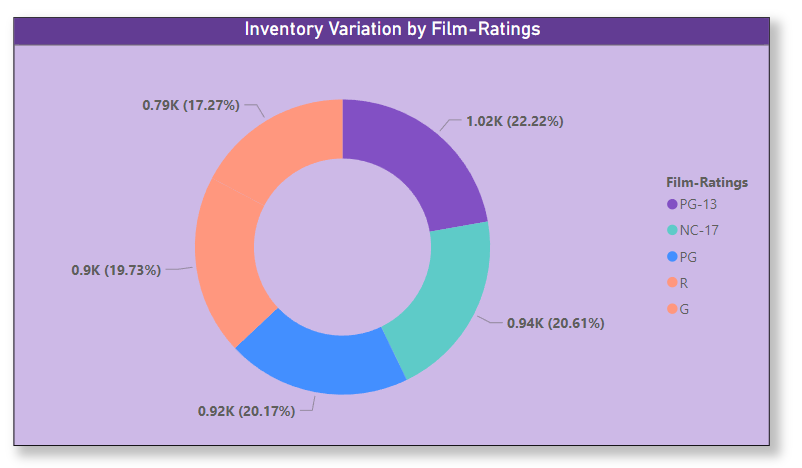 Inventory Variation by Film-Ratings
0.79K (17.27%)
1.02K (22.22%)
0.9K (19.73%)
0.94K (20.61%)
0.92K (20.17%)
Film-Ratings
PG-13
NC-17
PG
R
G